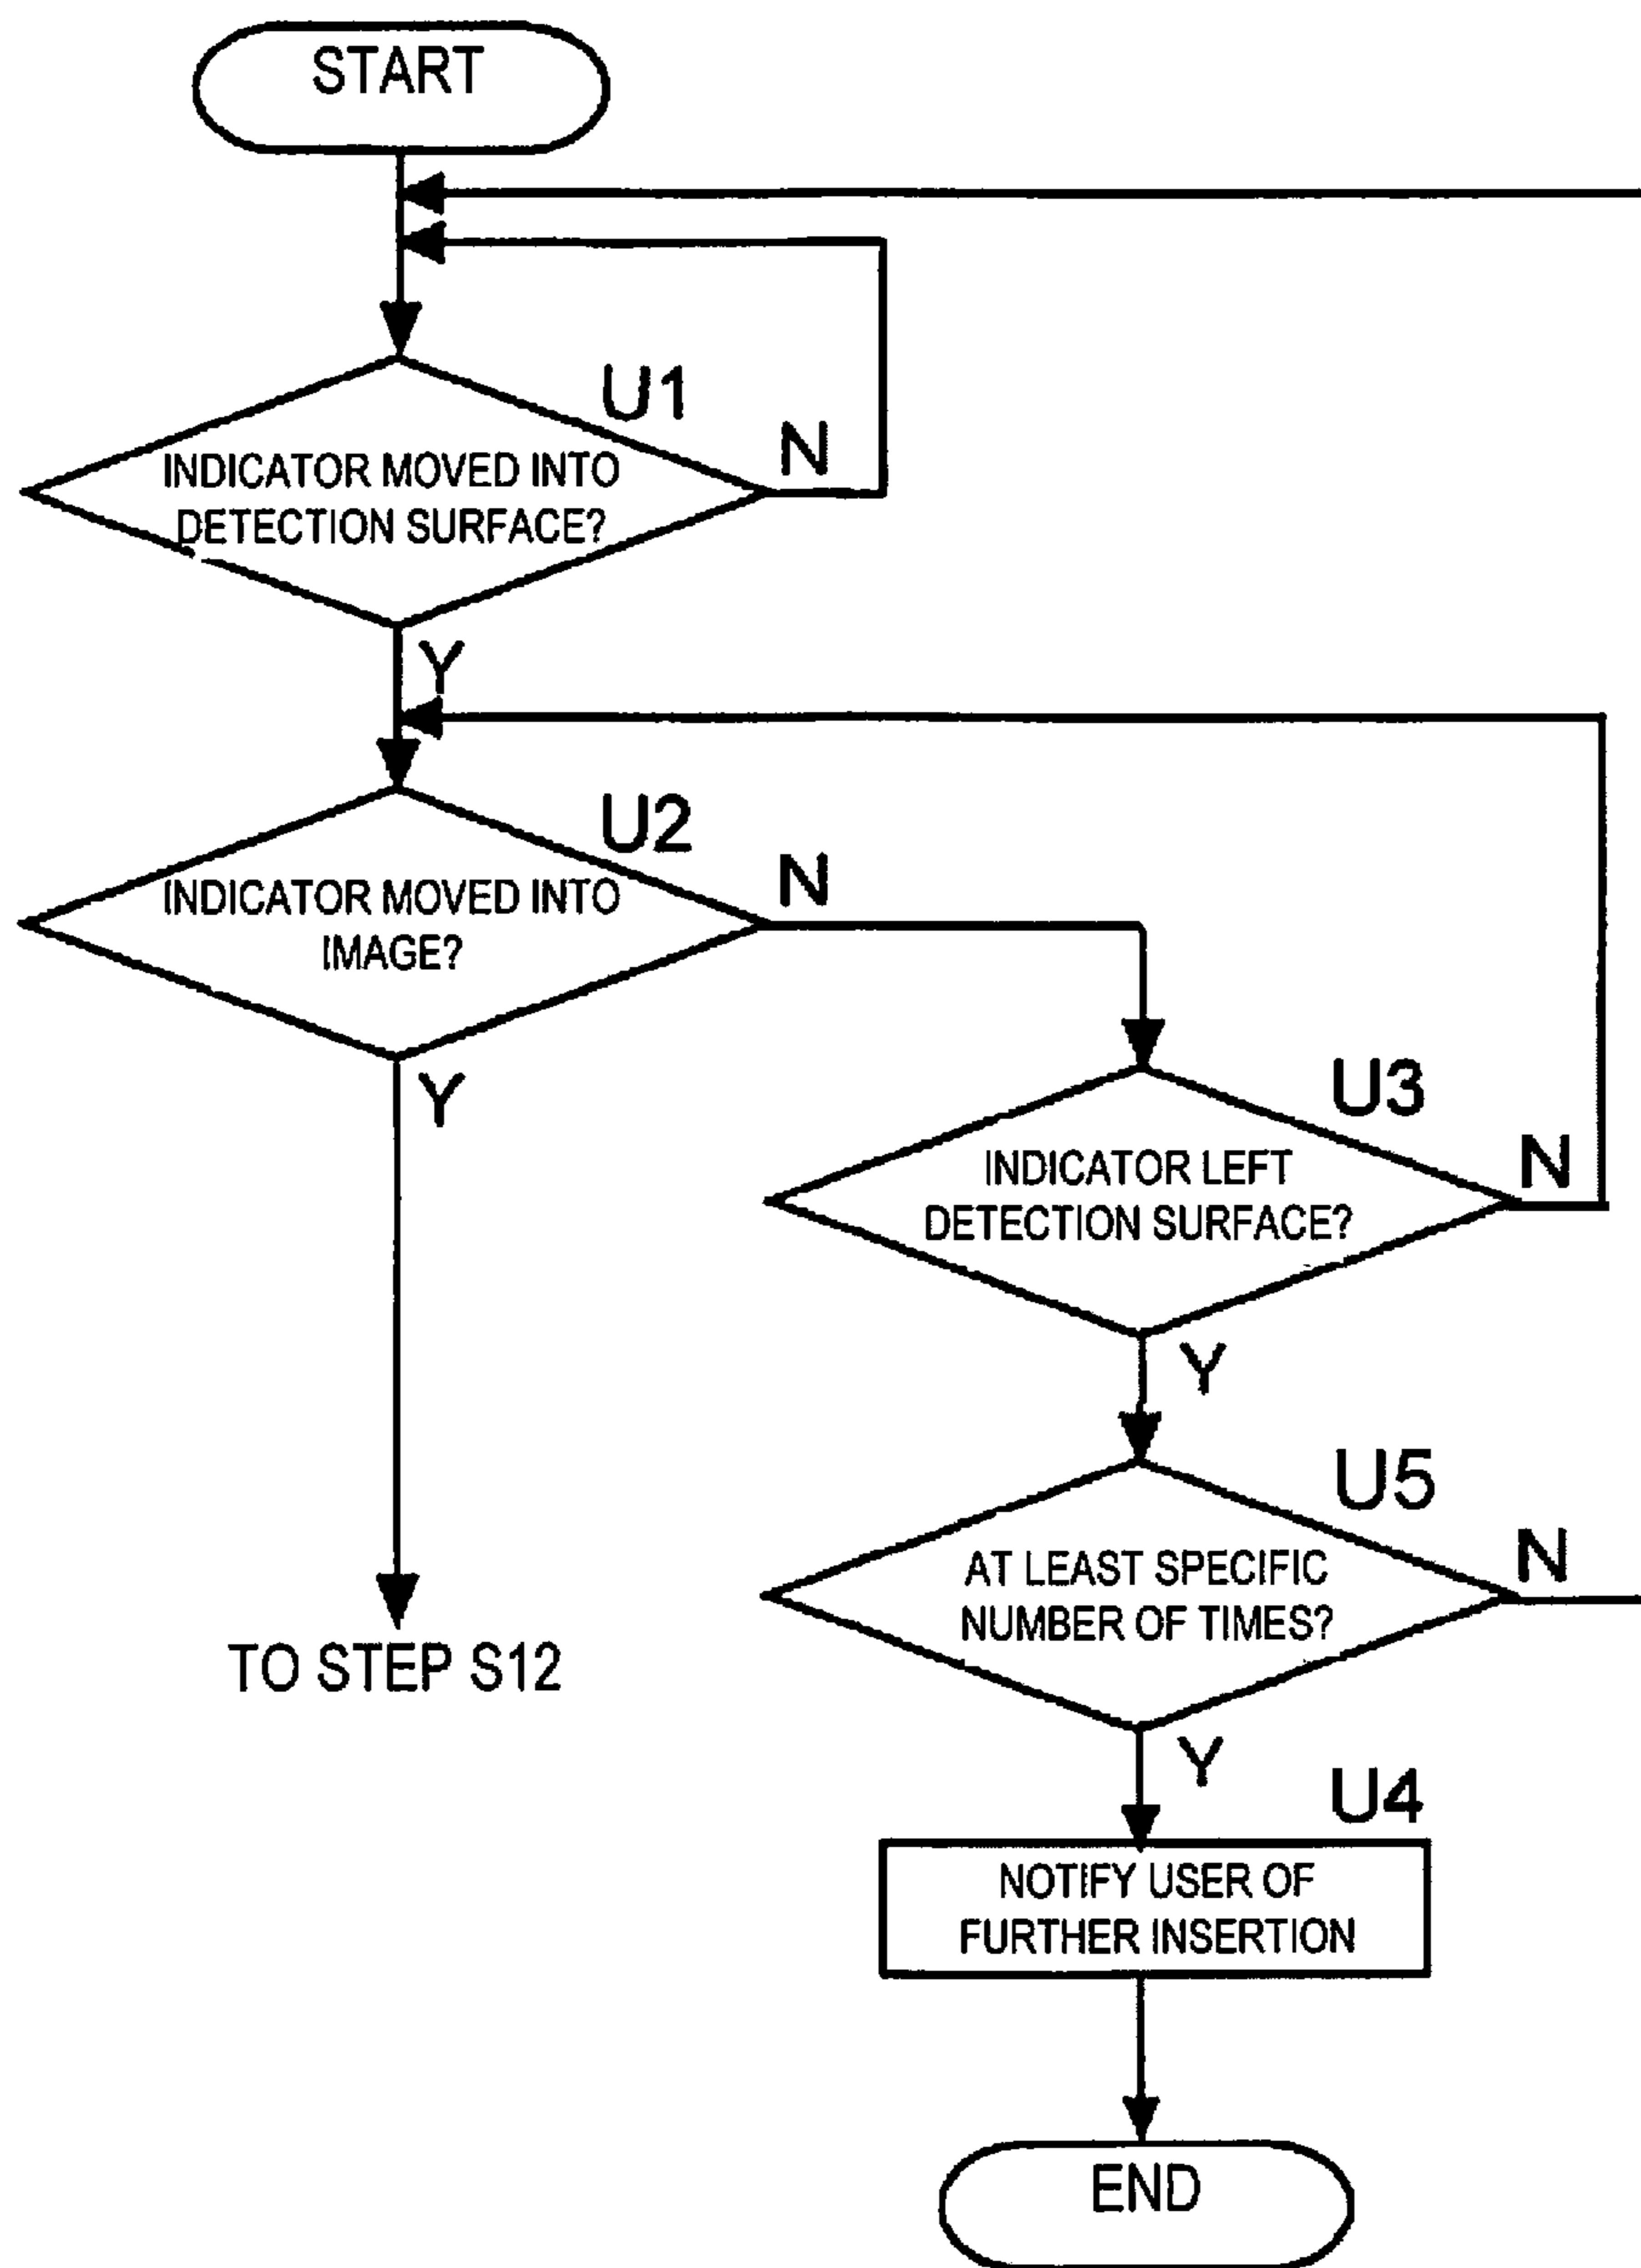 START
U1
INDICATOR MOVED INTO
DETECTION SURFACE?
N
Y
U2
INDICATOR MOVED INTO
IMAGE?
N
Y
TO STEP S12
U3
INDICATOR LEFT
DETECTION SURFACE?
N
Y
U5
AT LEAST SPECIFIC
NUMBER OF TIMES?
N
Y
U4
NOTIFY USER OF
FURTHER INSERTION
END